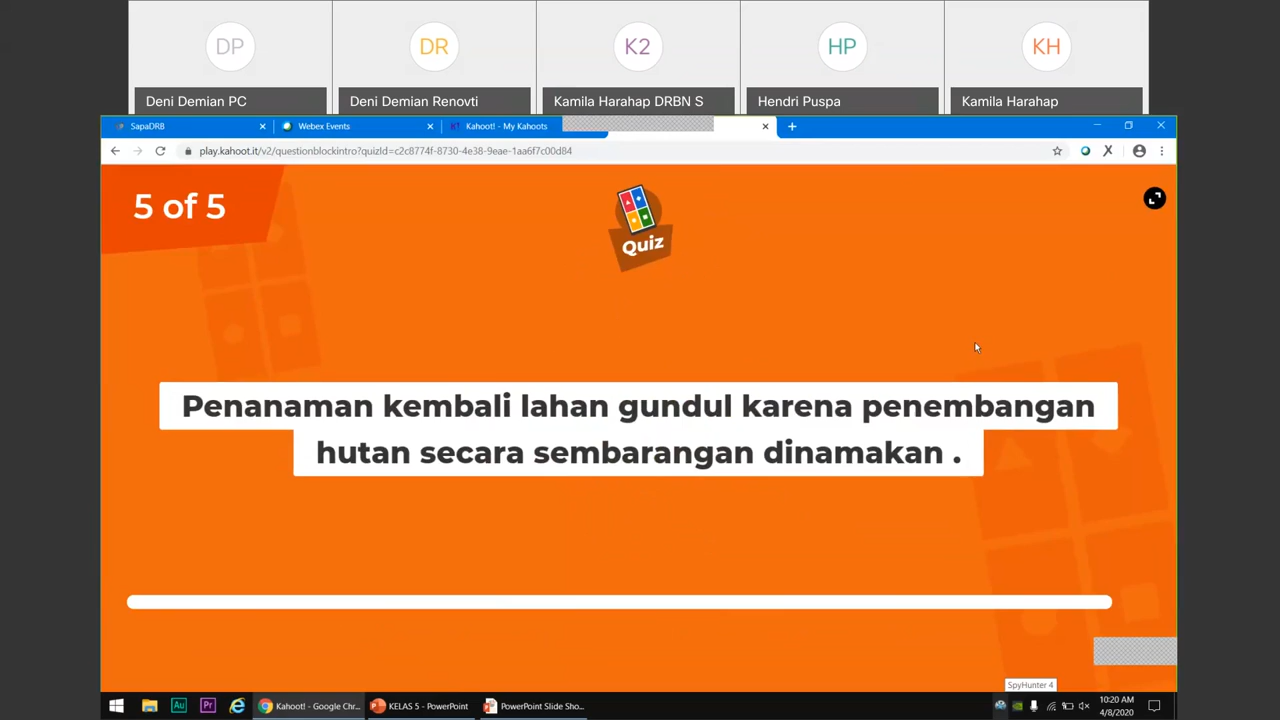 DP
DR
K2
HP
KH
Deni Demian PC
Deni Demian Renovti
Kamila Harahap DRBN S
Hendri Puspa
Kamila Harahap
SapaDRB
Webex Events
Kahoot! - My Kahoots
play.kahoot.it/v2/questionblockintro?quizId=c2c8774f-8730-4e38-9eae-1aa6f7c00d84
5 of 5
Quiz
Penanaman kembali lahan gundul karena penembangan
hutan secara sembarangan dinamakan .
SpyHunter 4
Au
Pr
Kahoot! - Google Chr...
KELAS 5 - PowerPoint
PowerPoint Slide Sho...
10:20 AM
4/8/2020